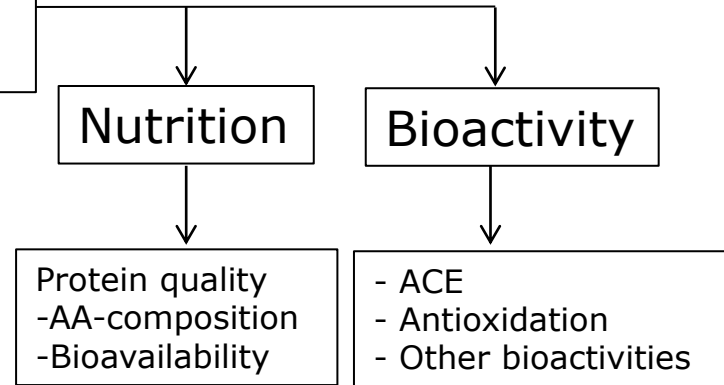 Nutrition
Bioactivity
Protein quality
-AA-composition
-Bioavailability
- ACE
- Antioxidation
- Other bioactivities